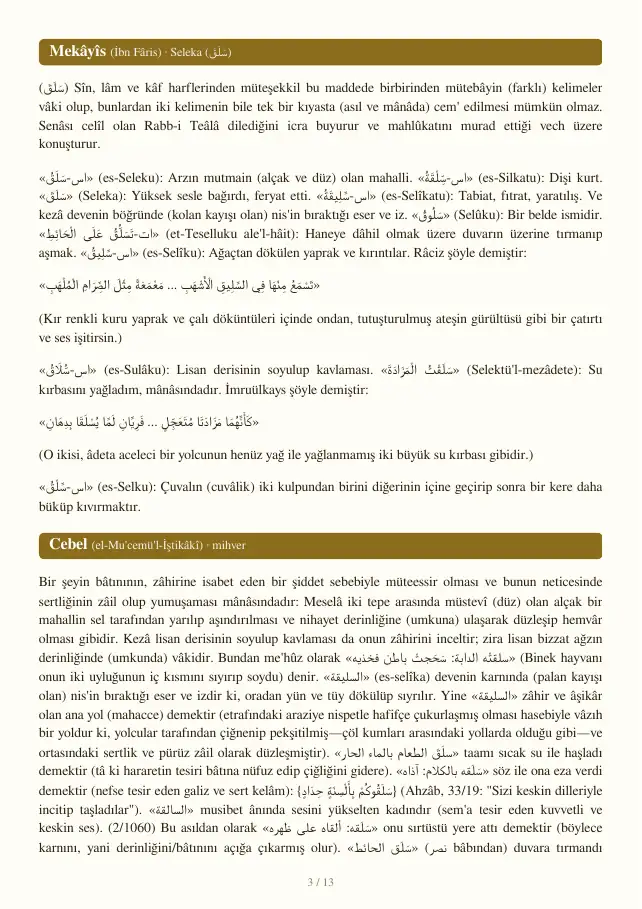 Mekâyîs (İbn Fâris) · Seleka (سَلَقَ)
(سَلَقَ) Sîn, lâm ve kâf harflerinden müteşekkil bu maddede birbirinden mütebâyin (farklı) kelimeler
vâki olup, bunlardan iki kelimenin bile tek bir kıyasta (asıl ve mânâda) cem' edilmesi mümkün olmaz.
Senâsı celîl olan Rabb-i Teâlâ dilediğini icra buyurur ve mahlûkatını murad ettiği vech üzere
konuşturur.
«اس-سَلَقُ» (es-Seleku): Arzın mutmain (alçak ve düz) olan mahalli. «اس-سِّلْقَةُ» (es-Silkatu): Dişi kurt.
«سَلَقَ» (Seleka): Yüksek sesle bağırdı, feryat etti. «اس-سَّلِيقَةُ» (es-Selîkatu): Tabiat, fıtrat, yaratılış. Ve
kezâ devenin böğründe (kolan kayışı olan) nis'in bıraktığı eser ve iz. «سَلُوقُ» (Selûku): Bir belde ismidir.
«ات-تَسَلُّقُ عَلَى الْحَائِطِ» (et-Teselluku ale'l-hâit): Haneye dâhil olmak üzere duvarın üzerine tırmanıp
aşmak. «اس-سَّلِيقُ» (es-Selîku): Ağaçtan dökülen yaprak ve kırıntılar. Râciz şöyle demiştir:
«تَسْمَعُ مِنْهَا فِي السَّلِيقِ الْأَشْهَبِ ... مَعْمَعَةً مِثْلَ الضِّرَامِ الْمُلْهَبِ»
(Kır renkli kuru yaprak ve çalı döküntüleri içinde ondan, tutuşturulmuş ateşin gürültüsü gibi bir çatırtı
ve ses işitirsin.)
«اس-سُّلَاقُ» (es-Sulâku): Lisan derisinin soyulup kavlaması. «سَلَقْتُ الْمَزَادَةَ» (Selektü'l-mezâdete): Su
kırbasını yağladım, mânâsındadır. İmruülkays şöyle demiştir:
«كَأَنَّهُمَا مَزَادَتَا مُتَعَجِّلٍ ... فَرِيَّانِ لَمَّا يُسْلَقَا بِدِهَانِ»
(O ikisi, âdeta aceleci bir yolcunun henüz yağ ile yağlanmamış iki büyük su kırbası gibidir.)
«اس-سَّلْقُ» (es-Selku): Çuvalın (cuvâlik) iki kulpundan birini diğerinin içine geçirip sonra bir kere daha
büküp kıvırmaktır.
Cebel (el-Mu'cemü'l-İştikâkî) · mihver
Bir şeyin bâtınının, zâhirine isabet eden bir şiddet sebebiyle müteessir olması ve bunun neticesinde
sertliğinin zâil olup yumuşaması mânâsındadır: Meselâ iki tepe arasında müstevî (düz) olan alçak bir
mahallin sel tarafından yarılıp aşındırılması ve nihayet derinliğine (umkuna) ulaşarak düzleşip hemvâr
olması gibidir. Kezâ lisan derisinin soyulup kavlaması da onun zâhirini inceltir; zira lisan bizzat ağzın
derinliğinde (umkunda) vâkidir. Bundan me'hûz olarak «سلقتْه الدابة: سَحَجتْ باطن فخذيه» (Binek hayvanı
onun iki uyluğunun iç kısmını sıyırıp soydu) denir. «السليقة» (es-selîka) devenin karnında (palan kayışı
olan) nis'in bıraktığı eser ve izdir ki, oradan yün ve tüy dökülüp sıyrılır. Yine «السليقة» zâhir ve âşikâr
olan ana yol (mahacce) demektir (etrafındaki araziye nispetle hafifçe çukurlaşmış olması hasebiyle vâzıh
bir yoldur ki, yolcular tarafından çiğnenip pekşitilmiş—çöl kumları arasındaki yollarda olduğu gibi—ve
ortasındaki sertlik ve pürüz zâil olarak düzleşmiştir). «سلَق الطعام بالماء الحار» taamı sıcak su ile haşladı
demektir (tâ ki hararetin tesiri bâtına nüfuz edip çiğliğini gidere). «سَلَقه بالكلام: آذاه» söz ile ona eza verdi
demektir (nefse tesir eden galiz ve sert kelâm): {سَلَقُوكُمْ بِأَلْسِنَةٍ حِدَادٍ} (Ahzâb, 33/19: "Sizi keskin dilleriyle
incitip taşladılar"). «السالقة» musibet ânında sesini yükselten kadındır (sem'a tesir eden kuvvetli ve
keskin ses). (2/1060) Bu asıldan olarak «سَلَقه: ألقاه على ظهره» onu sırtüstü yere attı demektir (böylece
karnını, yani derinliğini/bâtınını açığa çıkarmış olur). «سَلَق الحائط» (نصر bâbından) duvara tırmandı
3 / 13